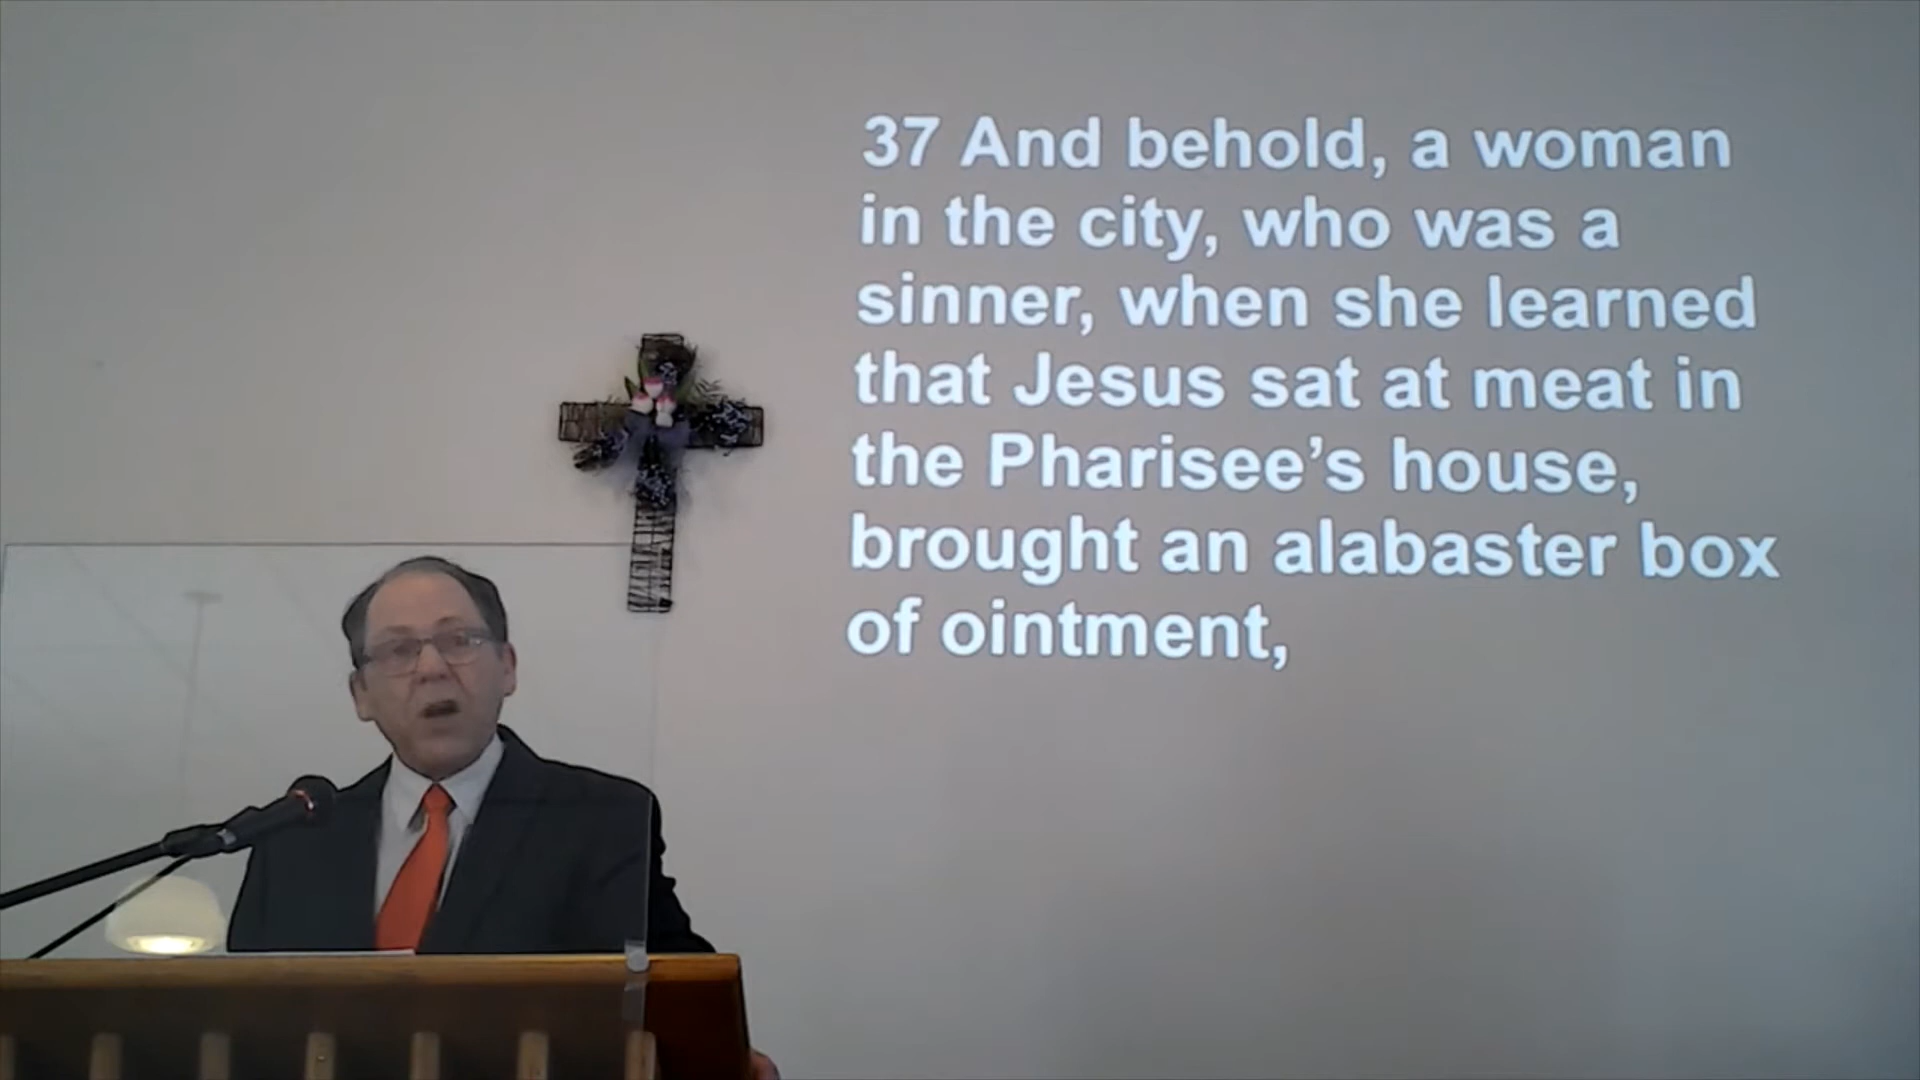 37 And behold, a woman
in the city, who was a
sinner, when she learned
that Jesus sat at meat in
the Pharisee’s house,
brought an alabaster box
of ointment,